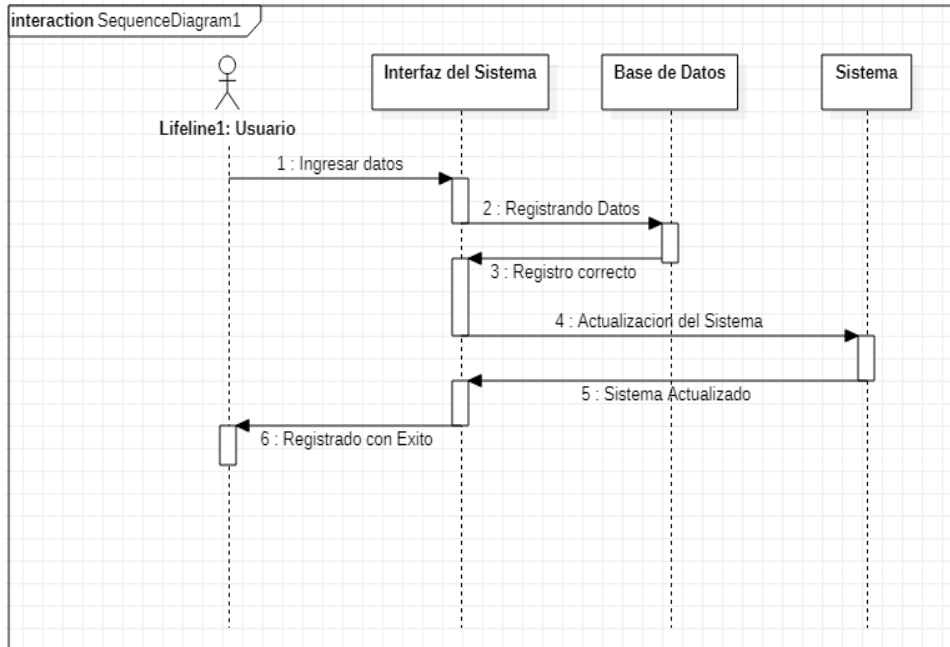 interaction SequenceDiagram1
Interfaz del Sistema
Base de Datos
Sistema
Lifeline1: Usuario
1 : Ingresar datos
2 : Registrando Datos
3 : Registro correcto
4 : Actualizacion del Sistema
5 : Sistema Actualizado
6 : Registrado con Exito